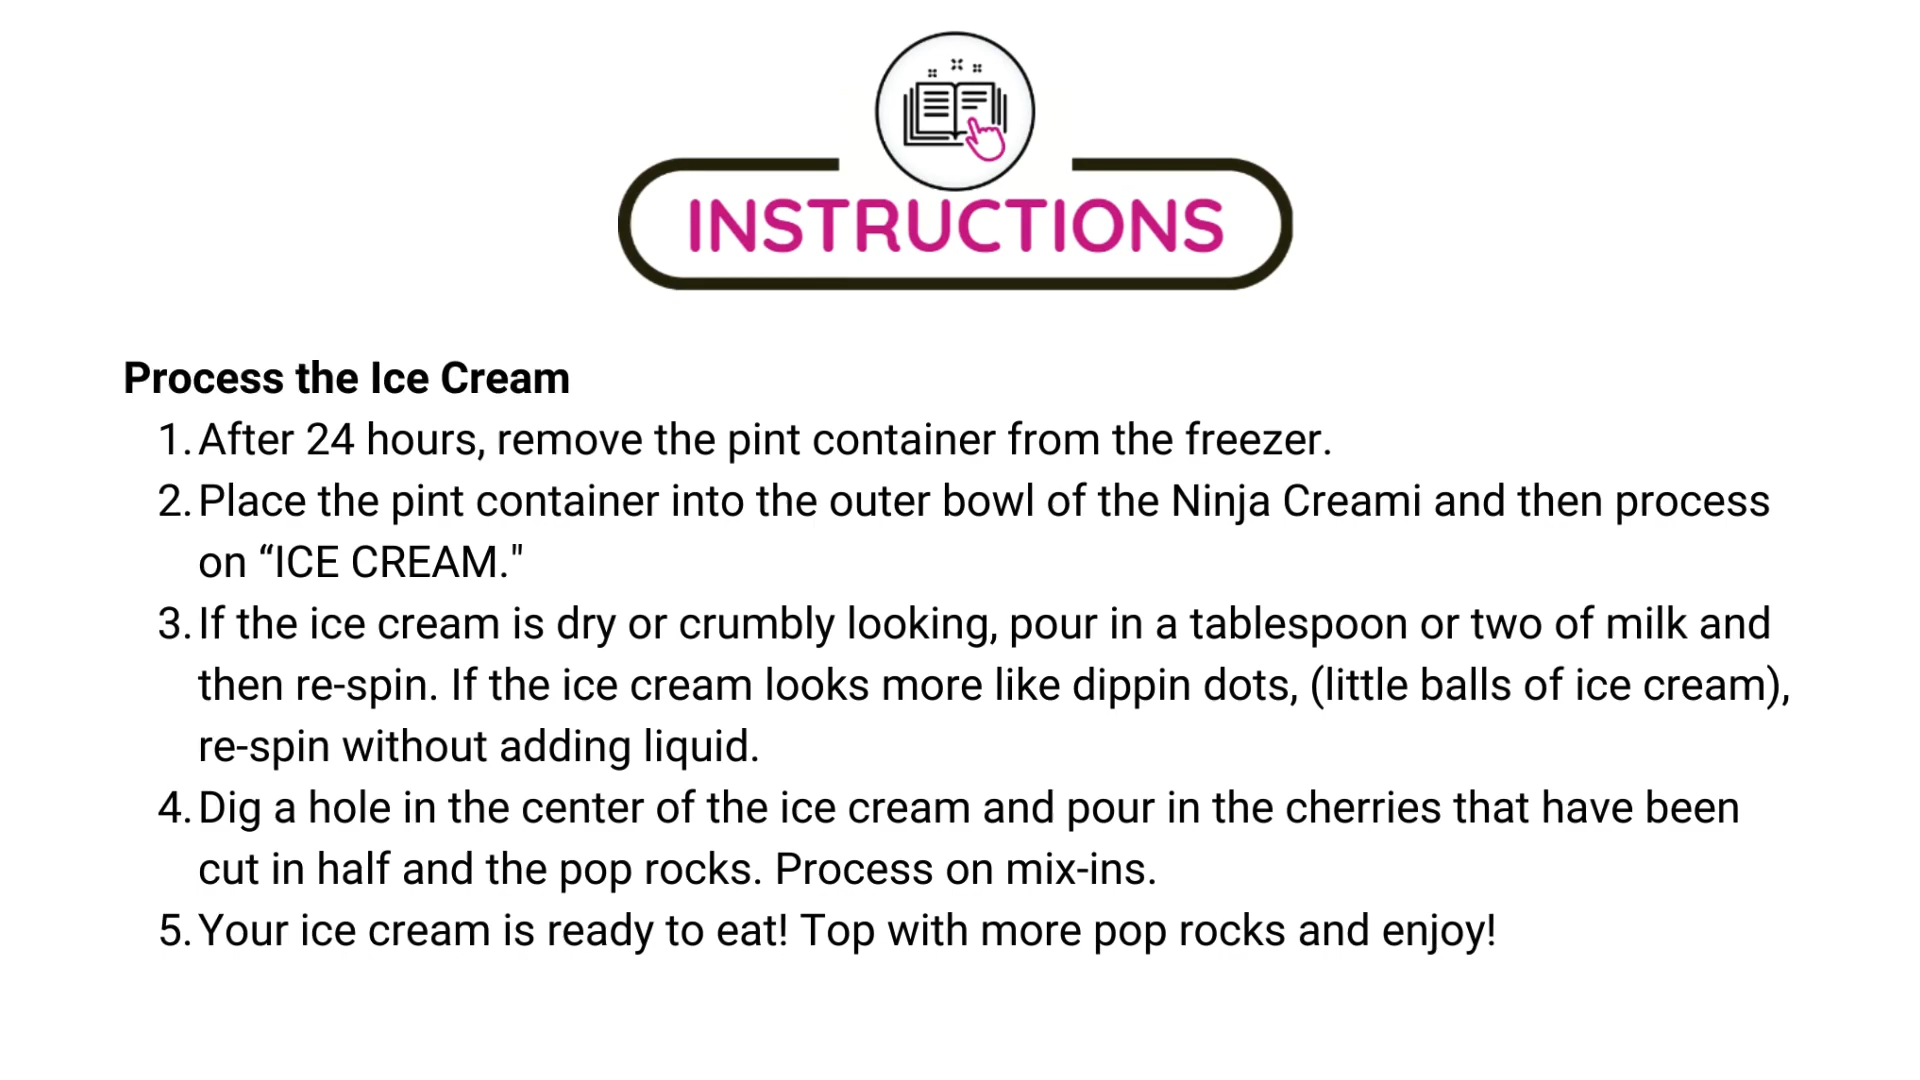 INSTRUCTIONS
Process the Ice Cream
1. After 24 hours, remove the pint container from the freezer.
2. Place the pint container into the outer bowl of the Ninja Creami and then process
on “ICE CREAM."
3. If the ice cream is dry or crumbly looking, pour in a tablespoon or two of milk and
then re-spin. If the ice cream looks more like dippin dots, (little balls of ice cream),
re-spin without adding liquid.
4. Dig a hole in the center of the ice cream and pour in the cherries that have been
cut in half and the pop rocks. Process on mix-ins.
5. Your ice cream is ready to eat! Top with more pop rocks and enjoy!